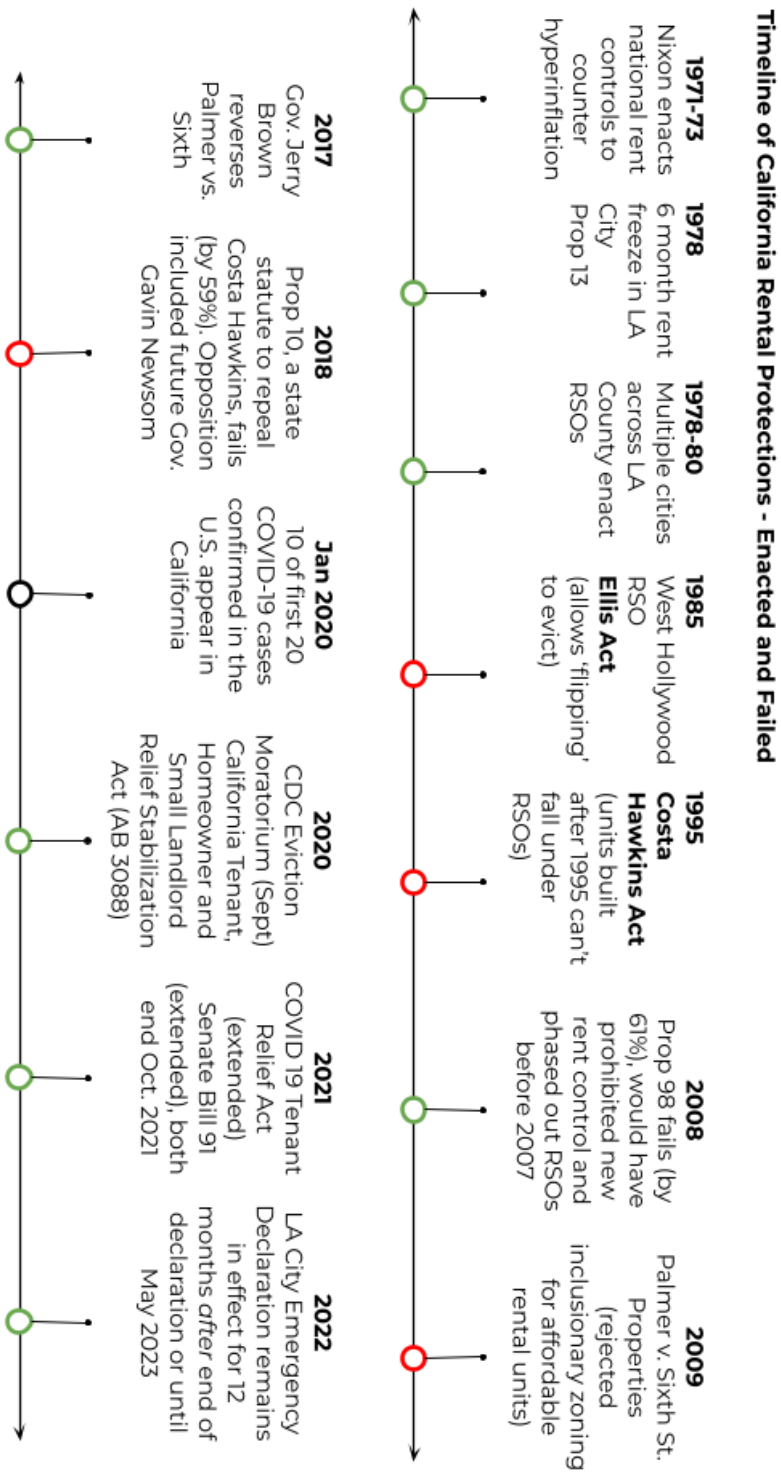 Timeline of California Rental Protections - Enacted and Failed
1971-73
Nixon enacts
national rent
controls to
counter
hyperinflation
1978
6 month rent
freeze in LA
City
Prop 13
1978-80
Multiple cities
across LA
County enact
RSOs
1985
West Hollywood
RSO
Ellis Act
(allows ‘flipping’
to evict)
1995
Costa
Hawkins Act
(units built
after 1995 can’t
fall under
RSOs)
2008
Prop 98 fails (by
61%), would have
prohibited new
rent control and
phased out RSOs
before 2007
2009
Palmer v. Sixth St.
Properties
(rejected
inclusionary zoning
for affordable
rental units)
2017
Gov. Jerry
Brown
reverses
Palmer vs.
Sixth
2018
Prop 10, a state
statute to repeal
Costa Hawkins, fails
(by 59%). Opposition
included future Gov.
Gavin Newsom
Jan 2020
10 of first 20
COVID-19 cases
confirmed in the
U.S. appear in
California
2020
CDC Eviction
Moratorium (Sept)
California Tenant,
Homeowner and
Small Landlord
Relief Stabilization
Act (AB 3088)
2021
COVID 19 Tenant
Relief Act
(extended)
Senate Bill 91
(extended), both
end Oct. 2021
2022
LA City Emergency
Declaration remains
in effect for 12
months after end of
declaration or until
May 2023